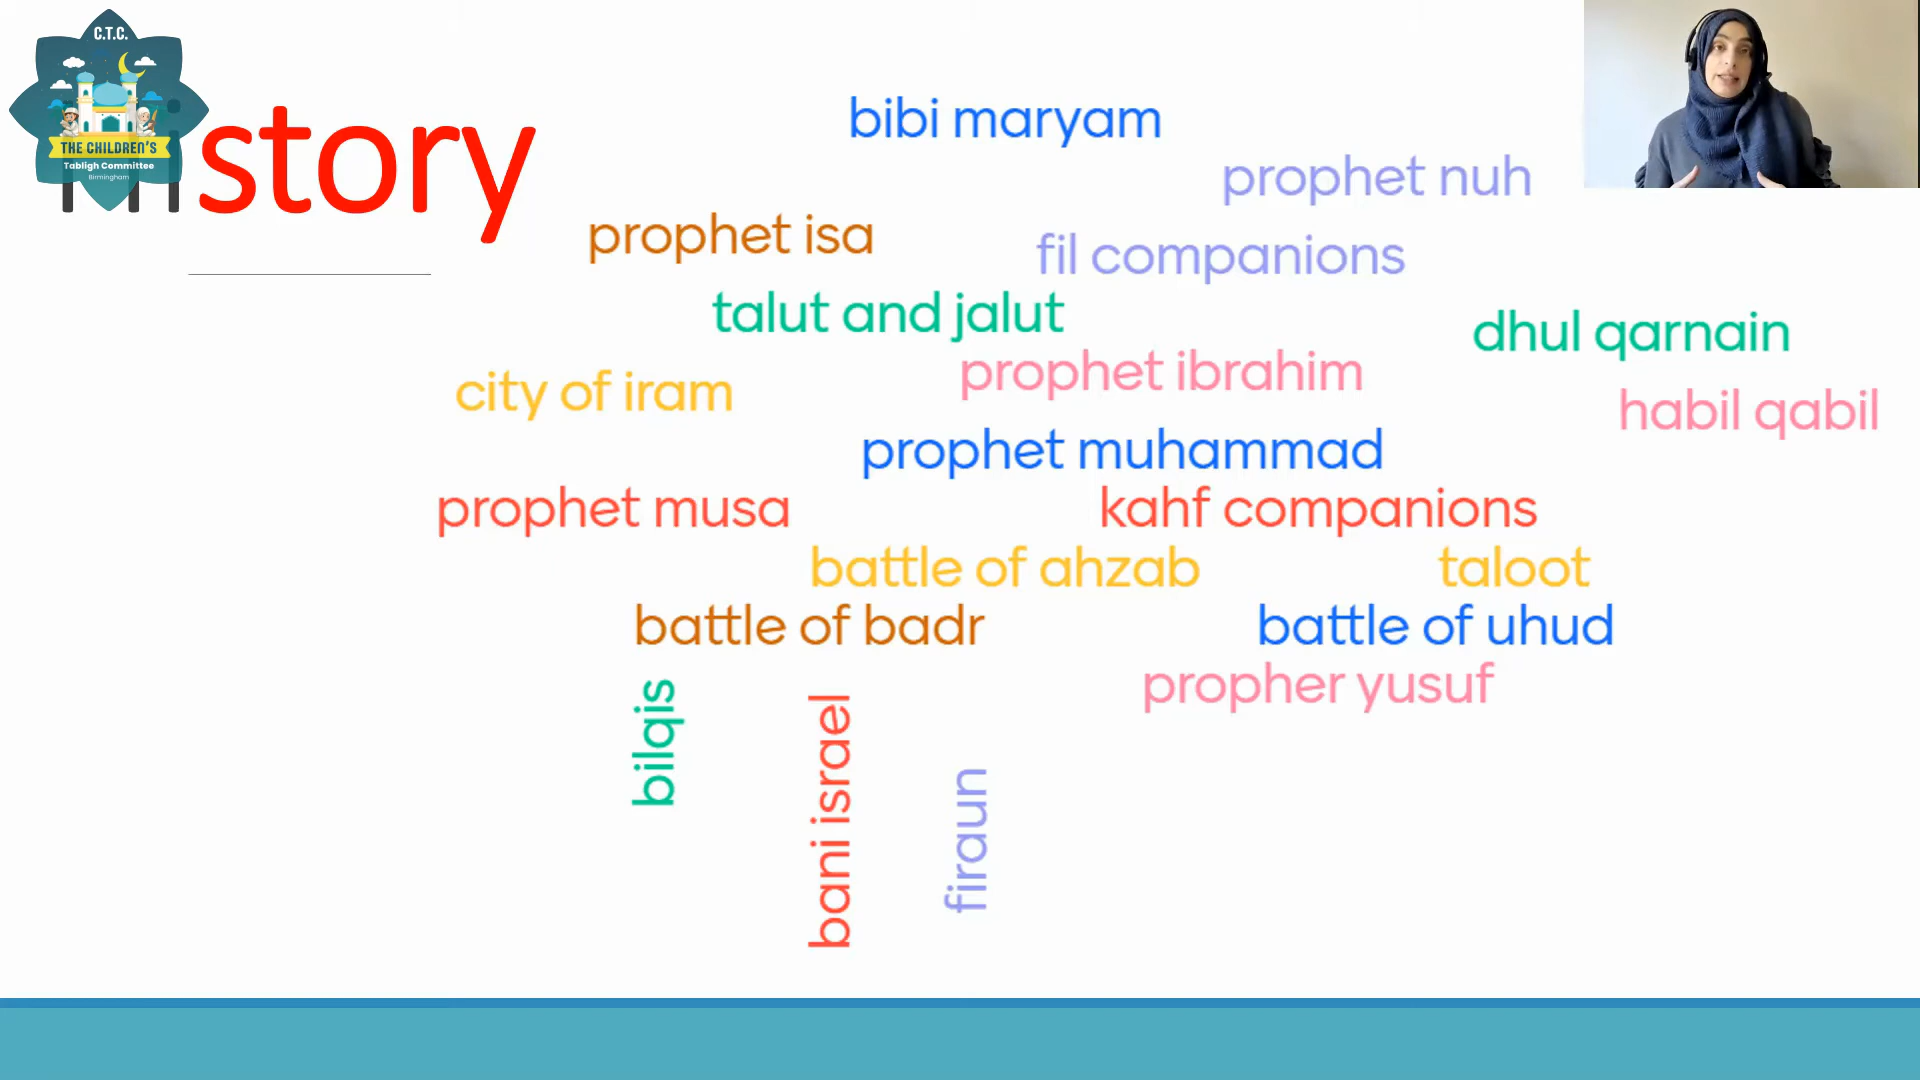 C.T.C.
THE CHILDREN'S
Tabligh Committee
Birmingham
story
bibi maryam
prophet nuh
prophet isa
fil companions
talut and jalut
dhul qarnain
prophet ibrahim
city of iram
habil qabil
prophet muhammad
prophet musa
kahf companions
battle of ahzab
taloot
battle of badr
battle of uhud
propher yusuf
bilqis
bani israel
firaun